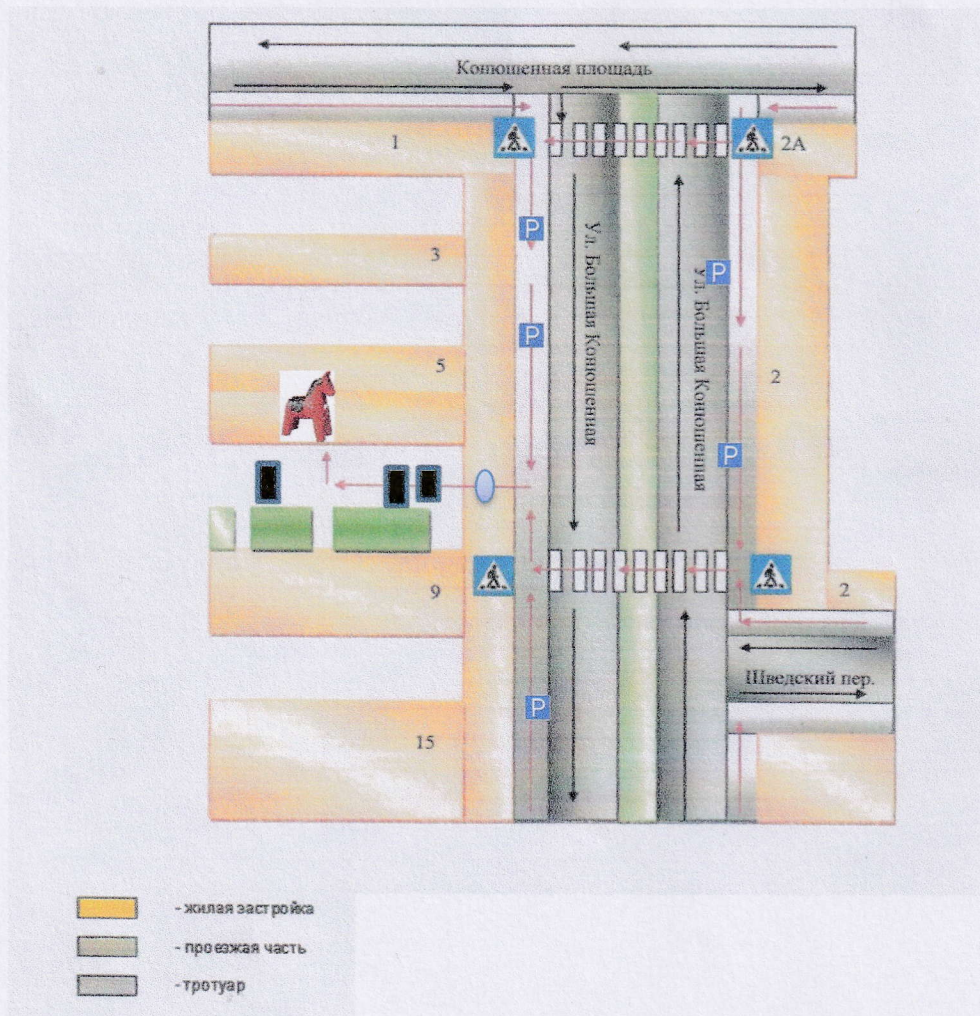 Конюшенная площадь
1
2А
3
Р
Ул. Большая Конюшенная
ул. Большая Конюшенная
Р
Р
5
2
Р
9
2
Шведский пер.
Р
15
- жилая застройка
- проезжая часть
- тротуар